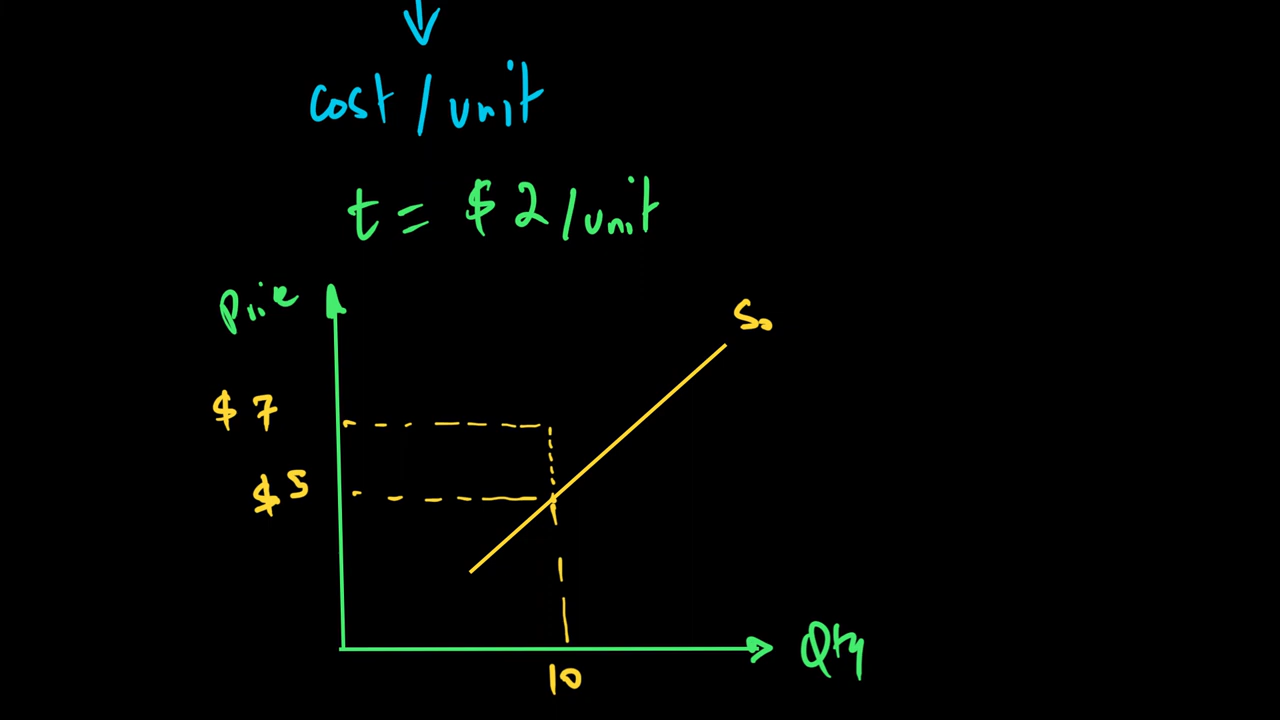 cost / unit
t = $ 2 / unit
Price
S₀
$ 7
$ 5
Qty
10